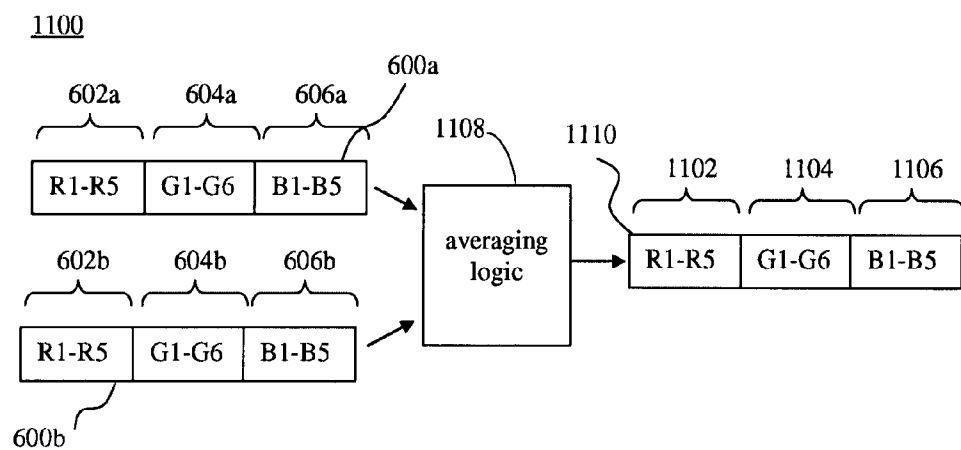 1100
600a
602a 604a 606a
1108
1110
1102 1104 1106
R1-R5 G1-G6 B1-B5
averaging
logic
R1-R5 G1-G6 B1-B5
602b 604b 606b
R1-R5 G1-G6 B1-B5
600b